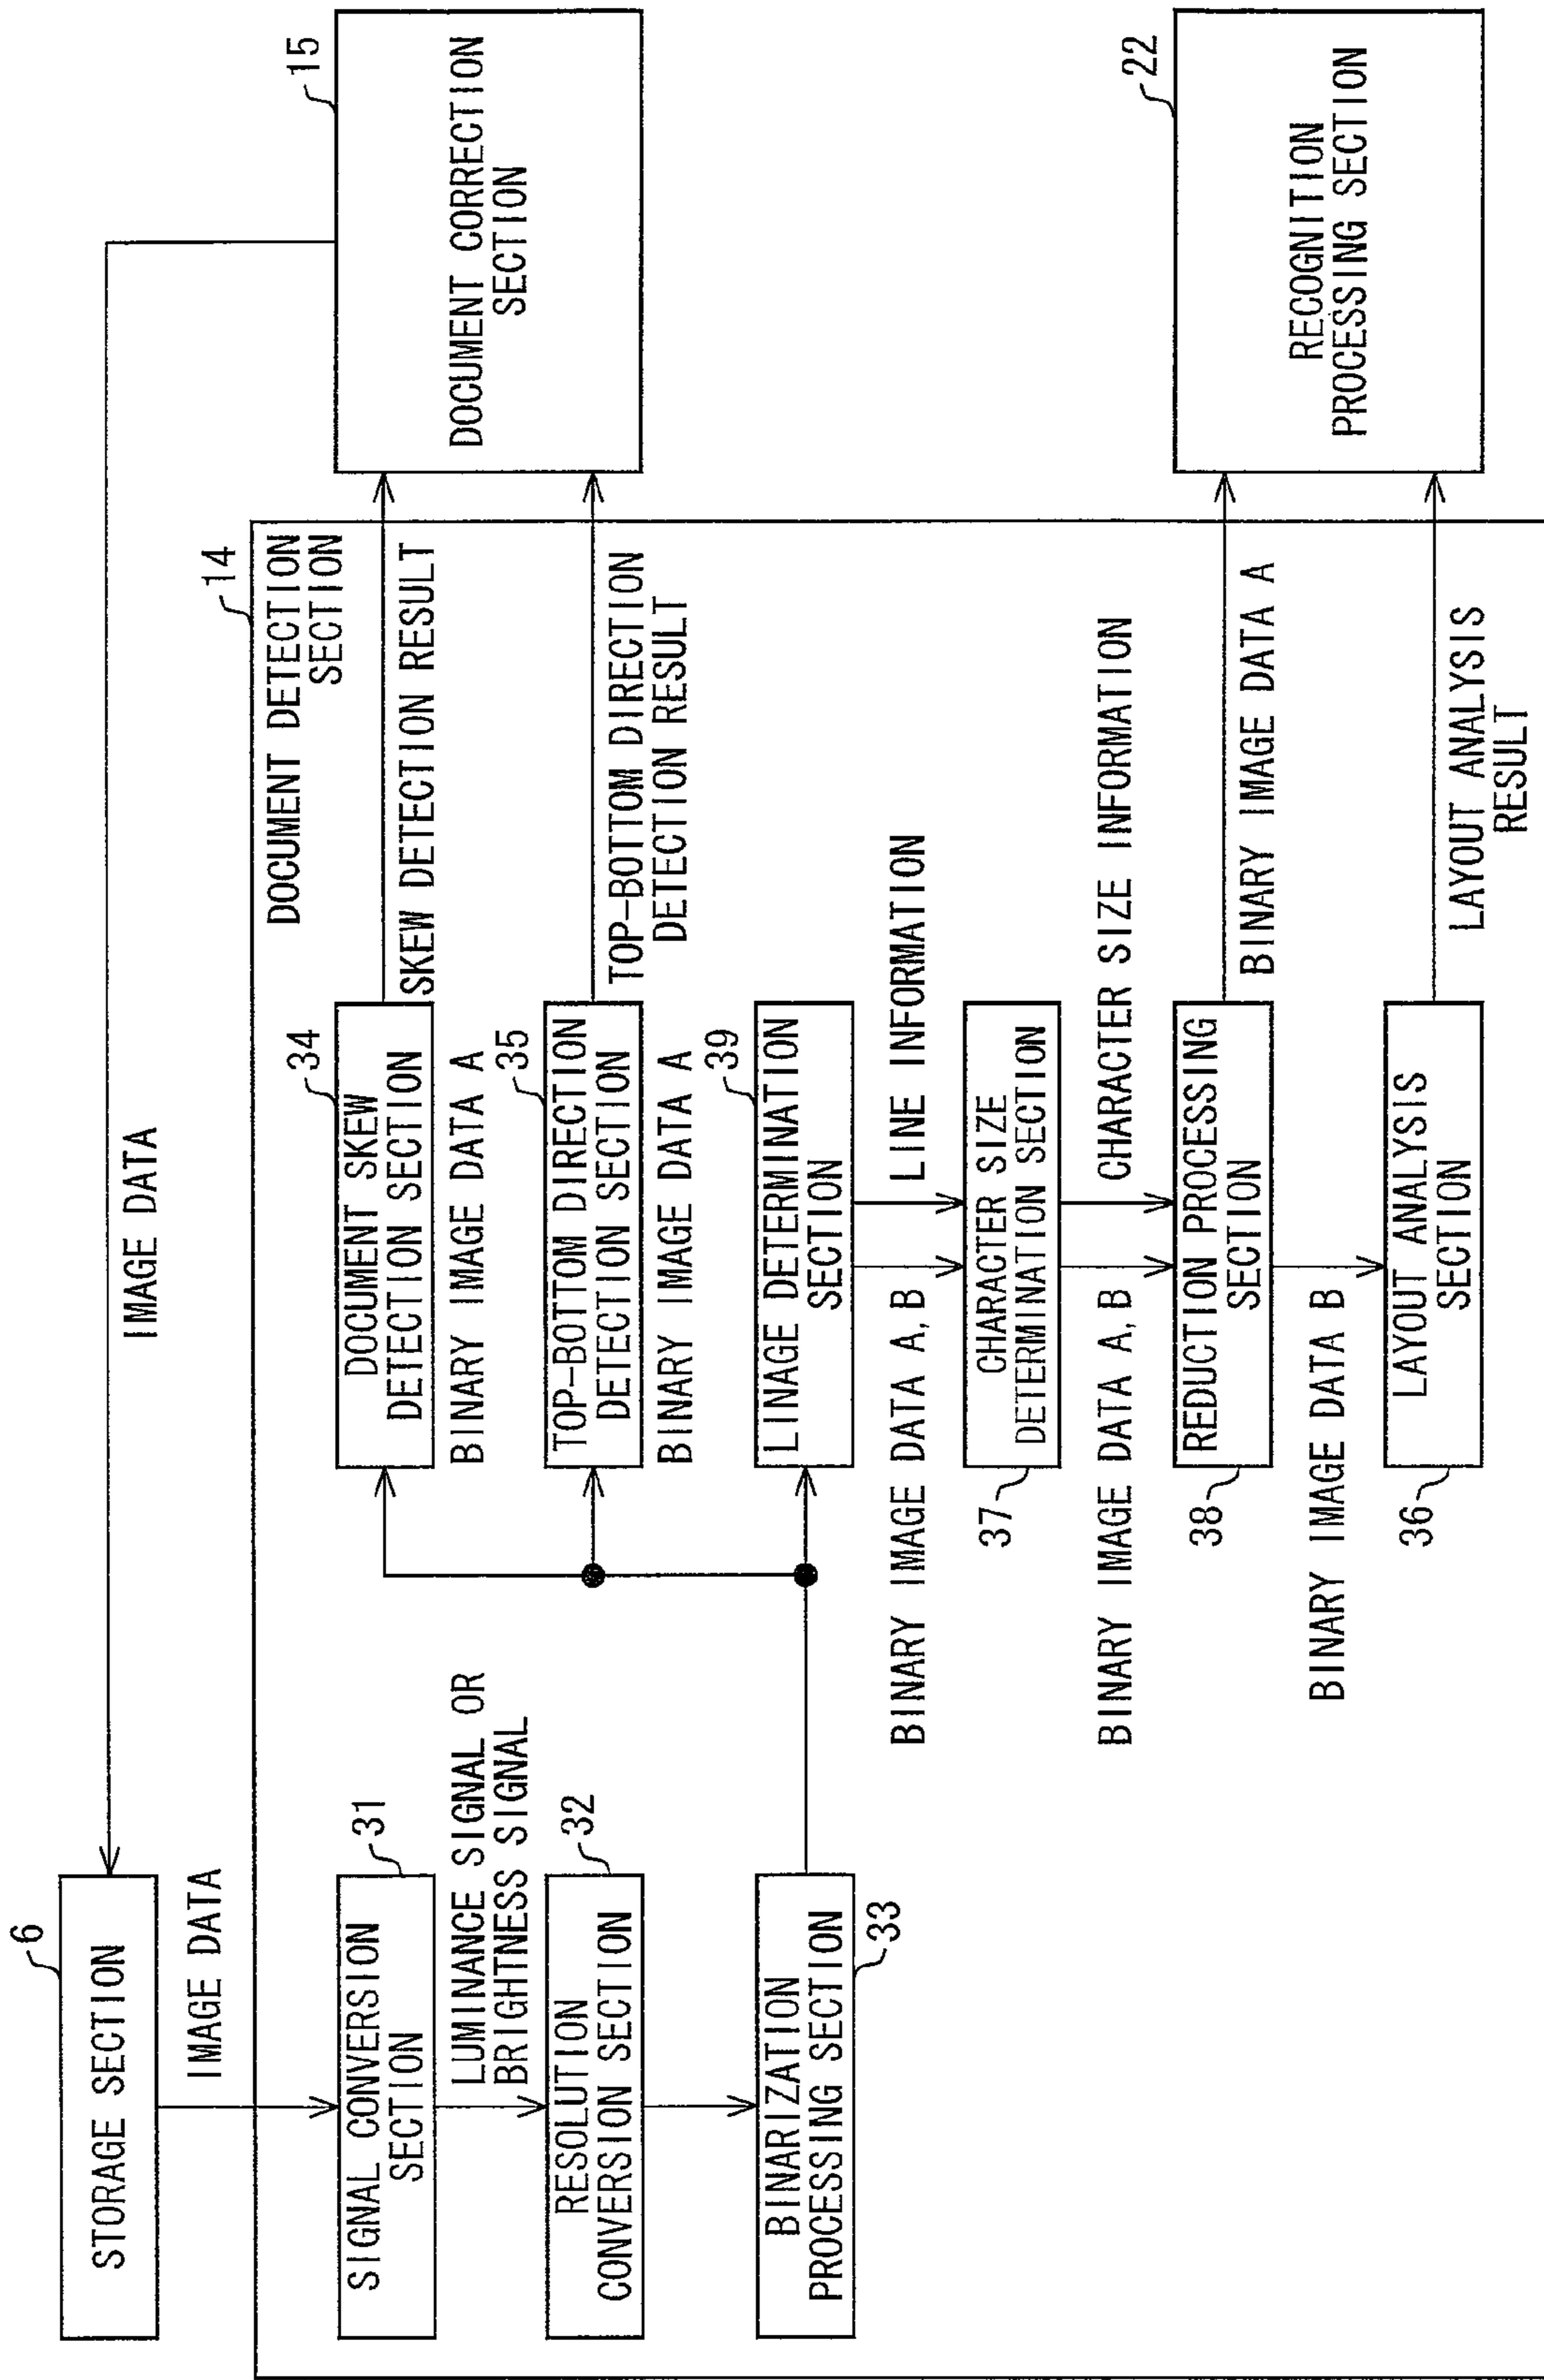 6
STORAGE SECTION
IMAGE DATA
IMAGE DATA
14
DOCUMENT DETECTION
SECTION
31
SIGNAL CONVERSION
SECTION
LUMINANCE SIGNAL OR
BRIGHTNESS SIGNAL
32
RESOLUTION
CONVERSION SECTION
BINARIZATION
PROCESSING SECTION
33
34
DOCUMENT SKEW
DETECTION SECTION
SKEW DETECTION RESULT
BINARY IMAGE DATA A
35
TOP-BOTTOM DIRECTION
DETECTION SECTION
TOP-BOTTOM DIRECTION
DETECTION RESULT
BINARY IMAGE DATA A
39
LINAGE DETERMINATION
SECTION
BINARY IMAGE DATA A,B
LINE INFORMATION
CHARACTER SIZE
DETERMINATION SECTION
37
BINARY IMAGE DATA A,B
CHARACTER SIZE INFORMATION
REDUCTION PROCESSING
SECTION
38
BINARY IMAGE DATA A
BINARY IMAGE DATA B
LAYOUT ANALYSIS
SECTION
36
LAYOUT ANALYSIS
RESULT
15
DOCUMENT CORRECTION
SECTION
22
RECOGNITION
PROCESSING SECTION